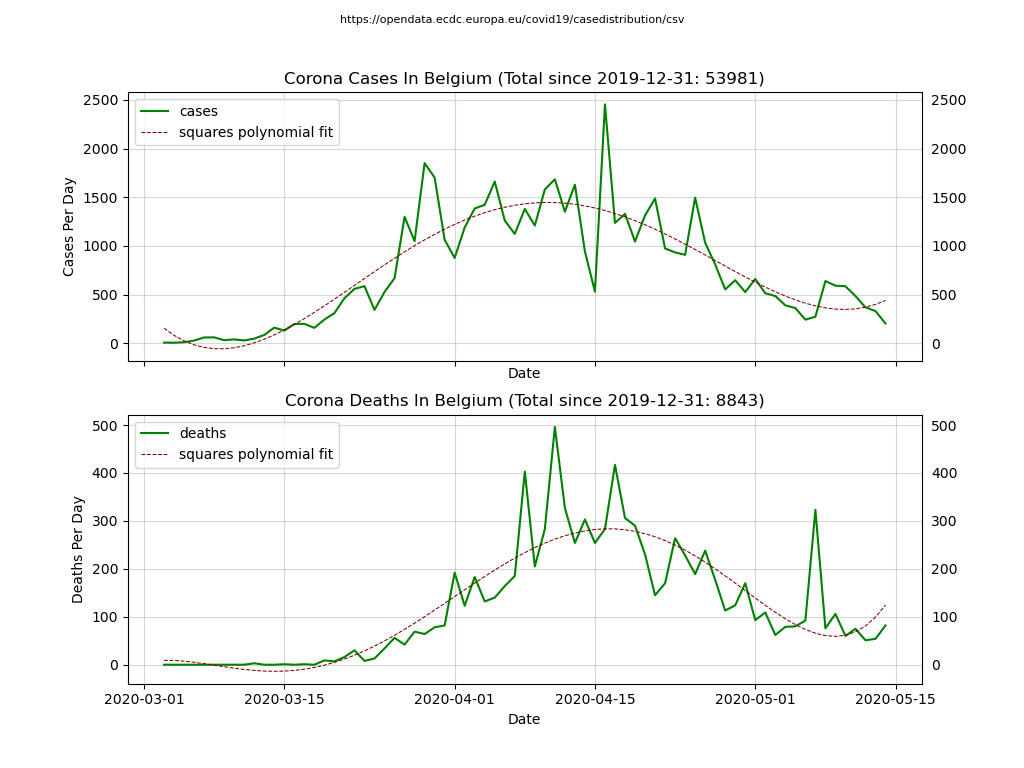 https://opendata.ecdc.europa.eu/covid19/casedistribution/csv
Corona Cases In Belgium (Total since 2019-12-31: 53981)
cases
squares polynomial fit
Cases Per Day
2500
2000
1500
1000
500
0
2500
2000
1500
1000
500
0
Date
Corona Deaths In Belgium (Total since 2019-12-31: 8843)
deaths
squares polynomial fit
Deaths Per Day
500
400
300
200
100
0
500
400
300
200
100
0
2020-03-01 2020-03-15 2020-04-01 2020-04-15 2020-05-01 2020-05-15
Date